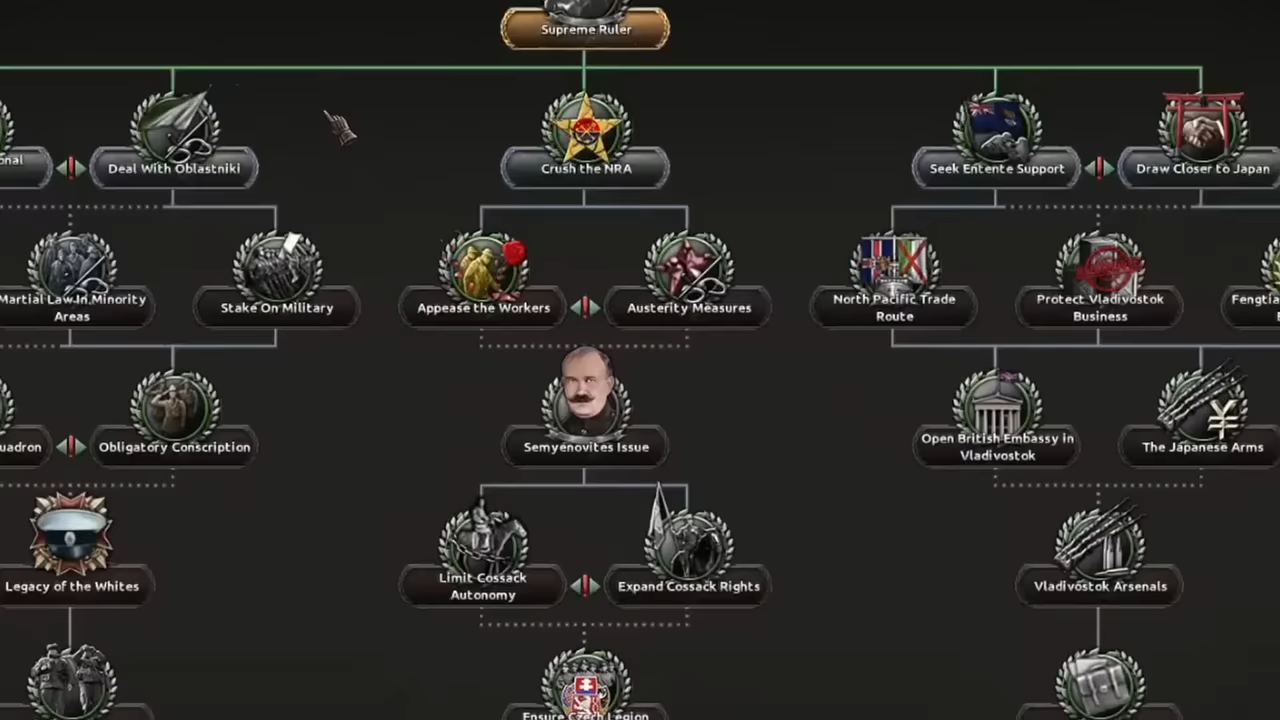 Supreme Ruler
onal
Deal With Oblastniki
Crush the NRA
Seek Entente Support
Draw Closer to Japan
Martial Law In Minority
Areas
Stake On Military
Appease the Workers
Austerity Measures
North Pacific Trade
Route
Protect Vladivostok
Business
Fengti
uadron
Obligatory Conscription
Semyenovites Issue
Open British Embassy in
Vladivostok
The Japanese Arms
Legacy of the Whites
Limit Cossack
Autonomy
Expand Cossack Rights
Vladivostok Arsenals
Ensure Czech Legion